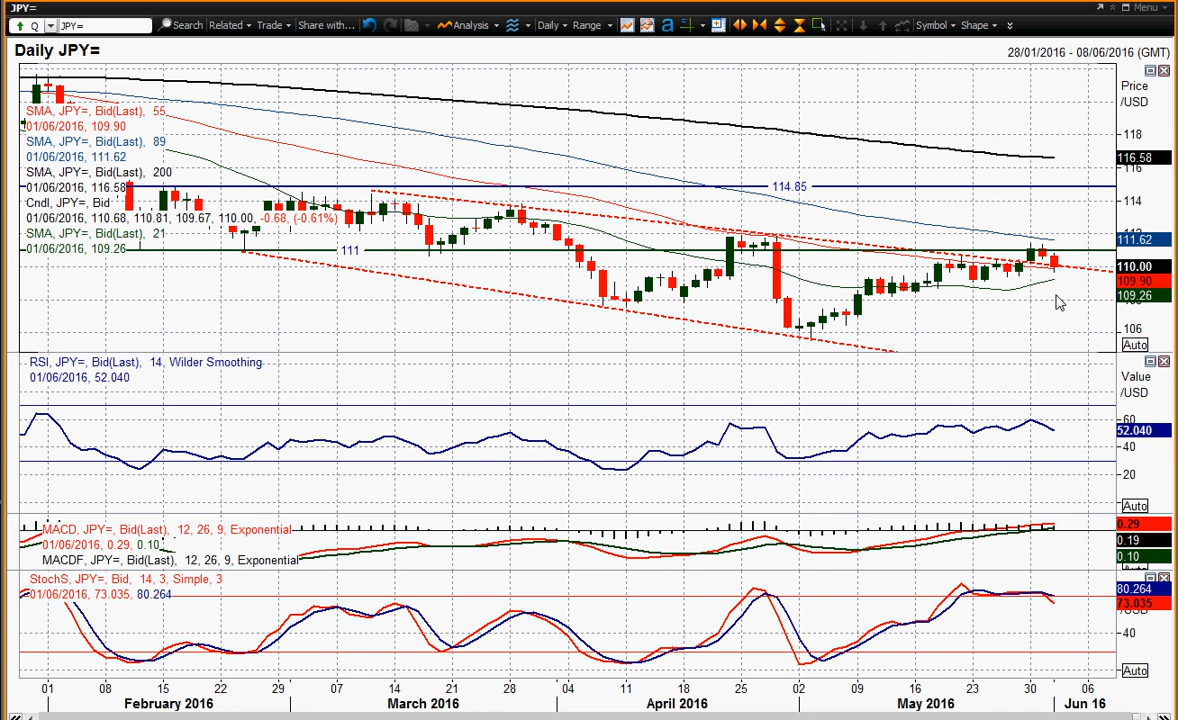 JPY=
Menu
Q JPY= Search Related Trade Share with... Analysis Daily Range a Symbol Shape
Daily JPY=
28/01/2016 - 08/06/2016 (GMT)
Price
/USD
SMA, JPY=, Bid(Last), 55
01/06/2016, 109.90
SMA, JPY=, Bid(Last), 89
01/06/2016, 111.62
SMA, JPY=, Bid(Last), 200
01/06/2016, 116.58
Cndl, JPY=, Bid
01/06/2016, 110.68, 110.81, 109.67, 110.00, -0.68, (-0.61%)
SMA, JPY=, Bid(Last), 21
01/06/2016, 109.26
114.85
111
118
116.58
116
114
112
111.62
110.00
109.90
109.26
106
Auto
RSI, JPY=, Bid(Last), 14, Wilder Smoothing
01/06/2016, 52.040
Value
/USD
60
52.040
40
20
Auto
MACD, JPY=, Bid(Last), 12, 26, 9, Exponential
01/06/2016, 0.29, 0.10
MACDF, JPY=, Bid(Last), 12, 26, 9, Exponential
0.29
0.19
0.10
StochS, JPY=, Bid, 14, 3, Simple, 3
01/06/2016, 73.035, 80.264
80.264
73.035
/USD
40
Auto
01 08 15 22 29 07 14 21 28 04 11 18 25 02 09 16 23 30 06
February 2016 March 2016 April 2016 May 2016 Jun 16